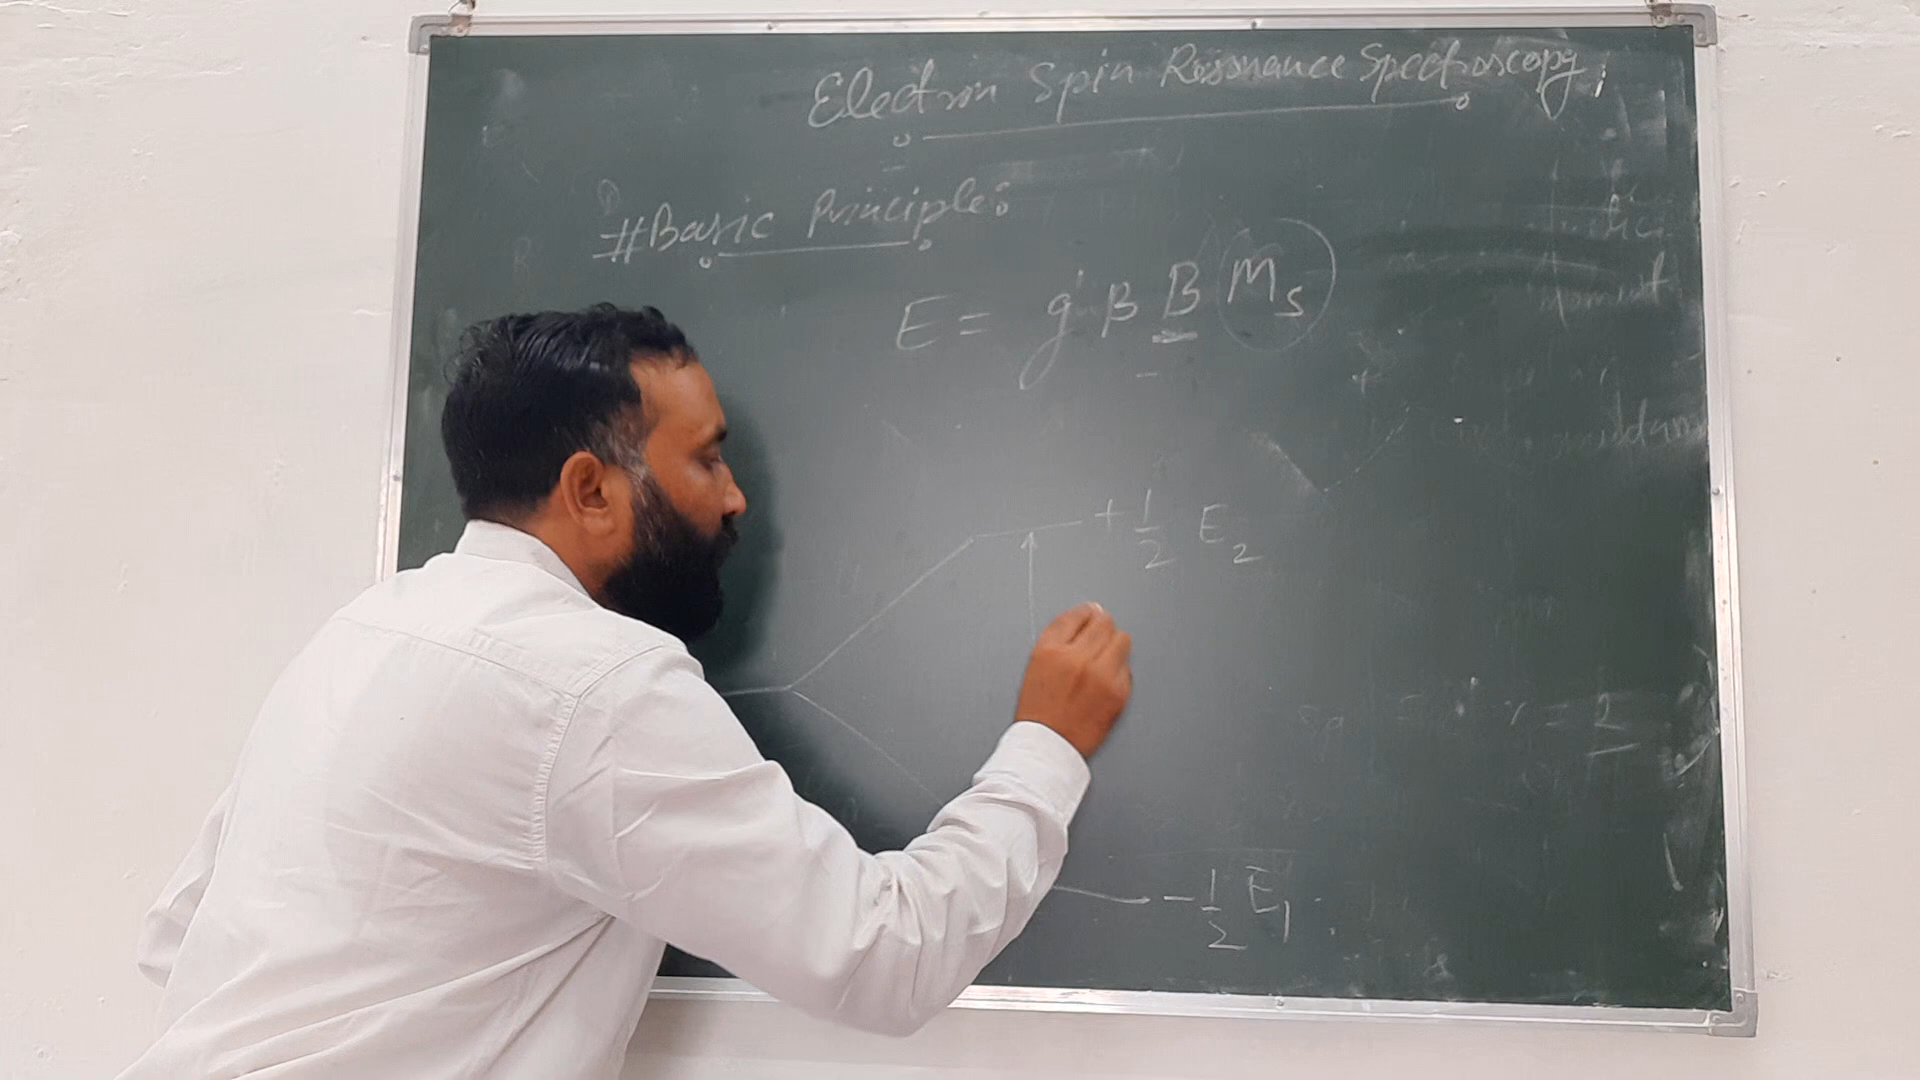 Electron Spin Resonance Spectroscopy
#Basic Principle:
E = g β B Ms
+1/2 E2
-1/2 E1